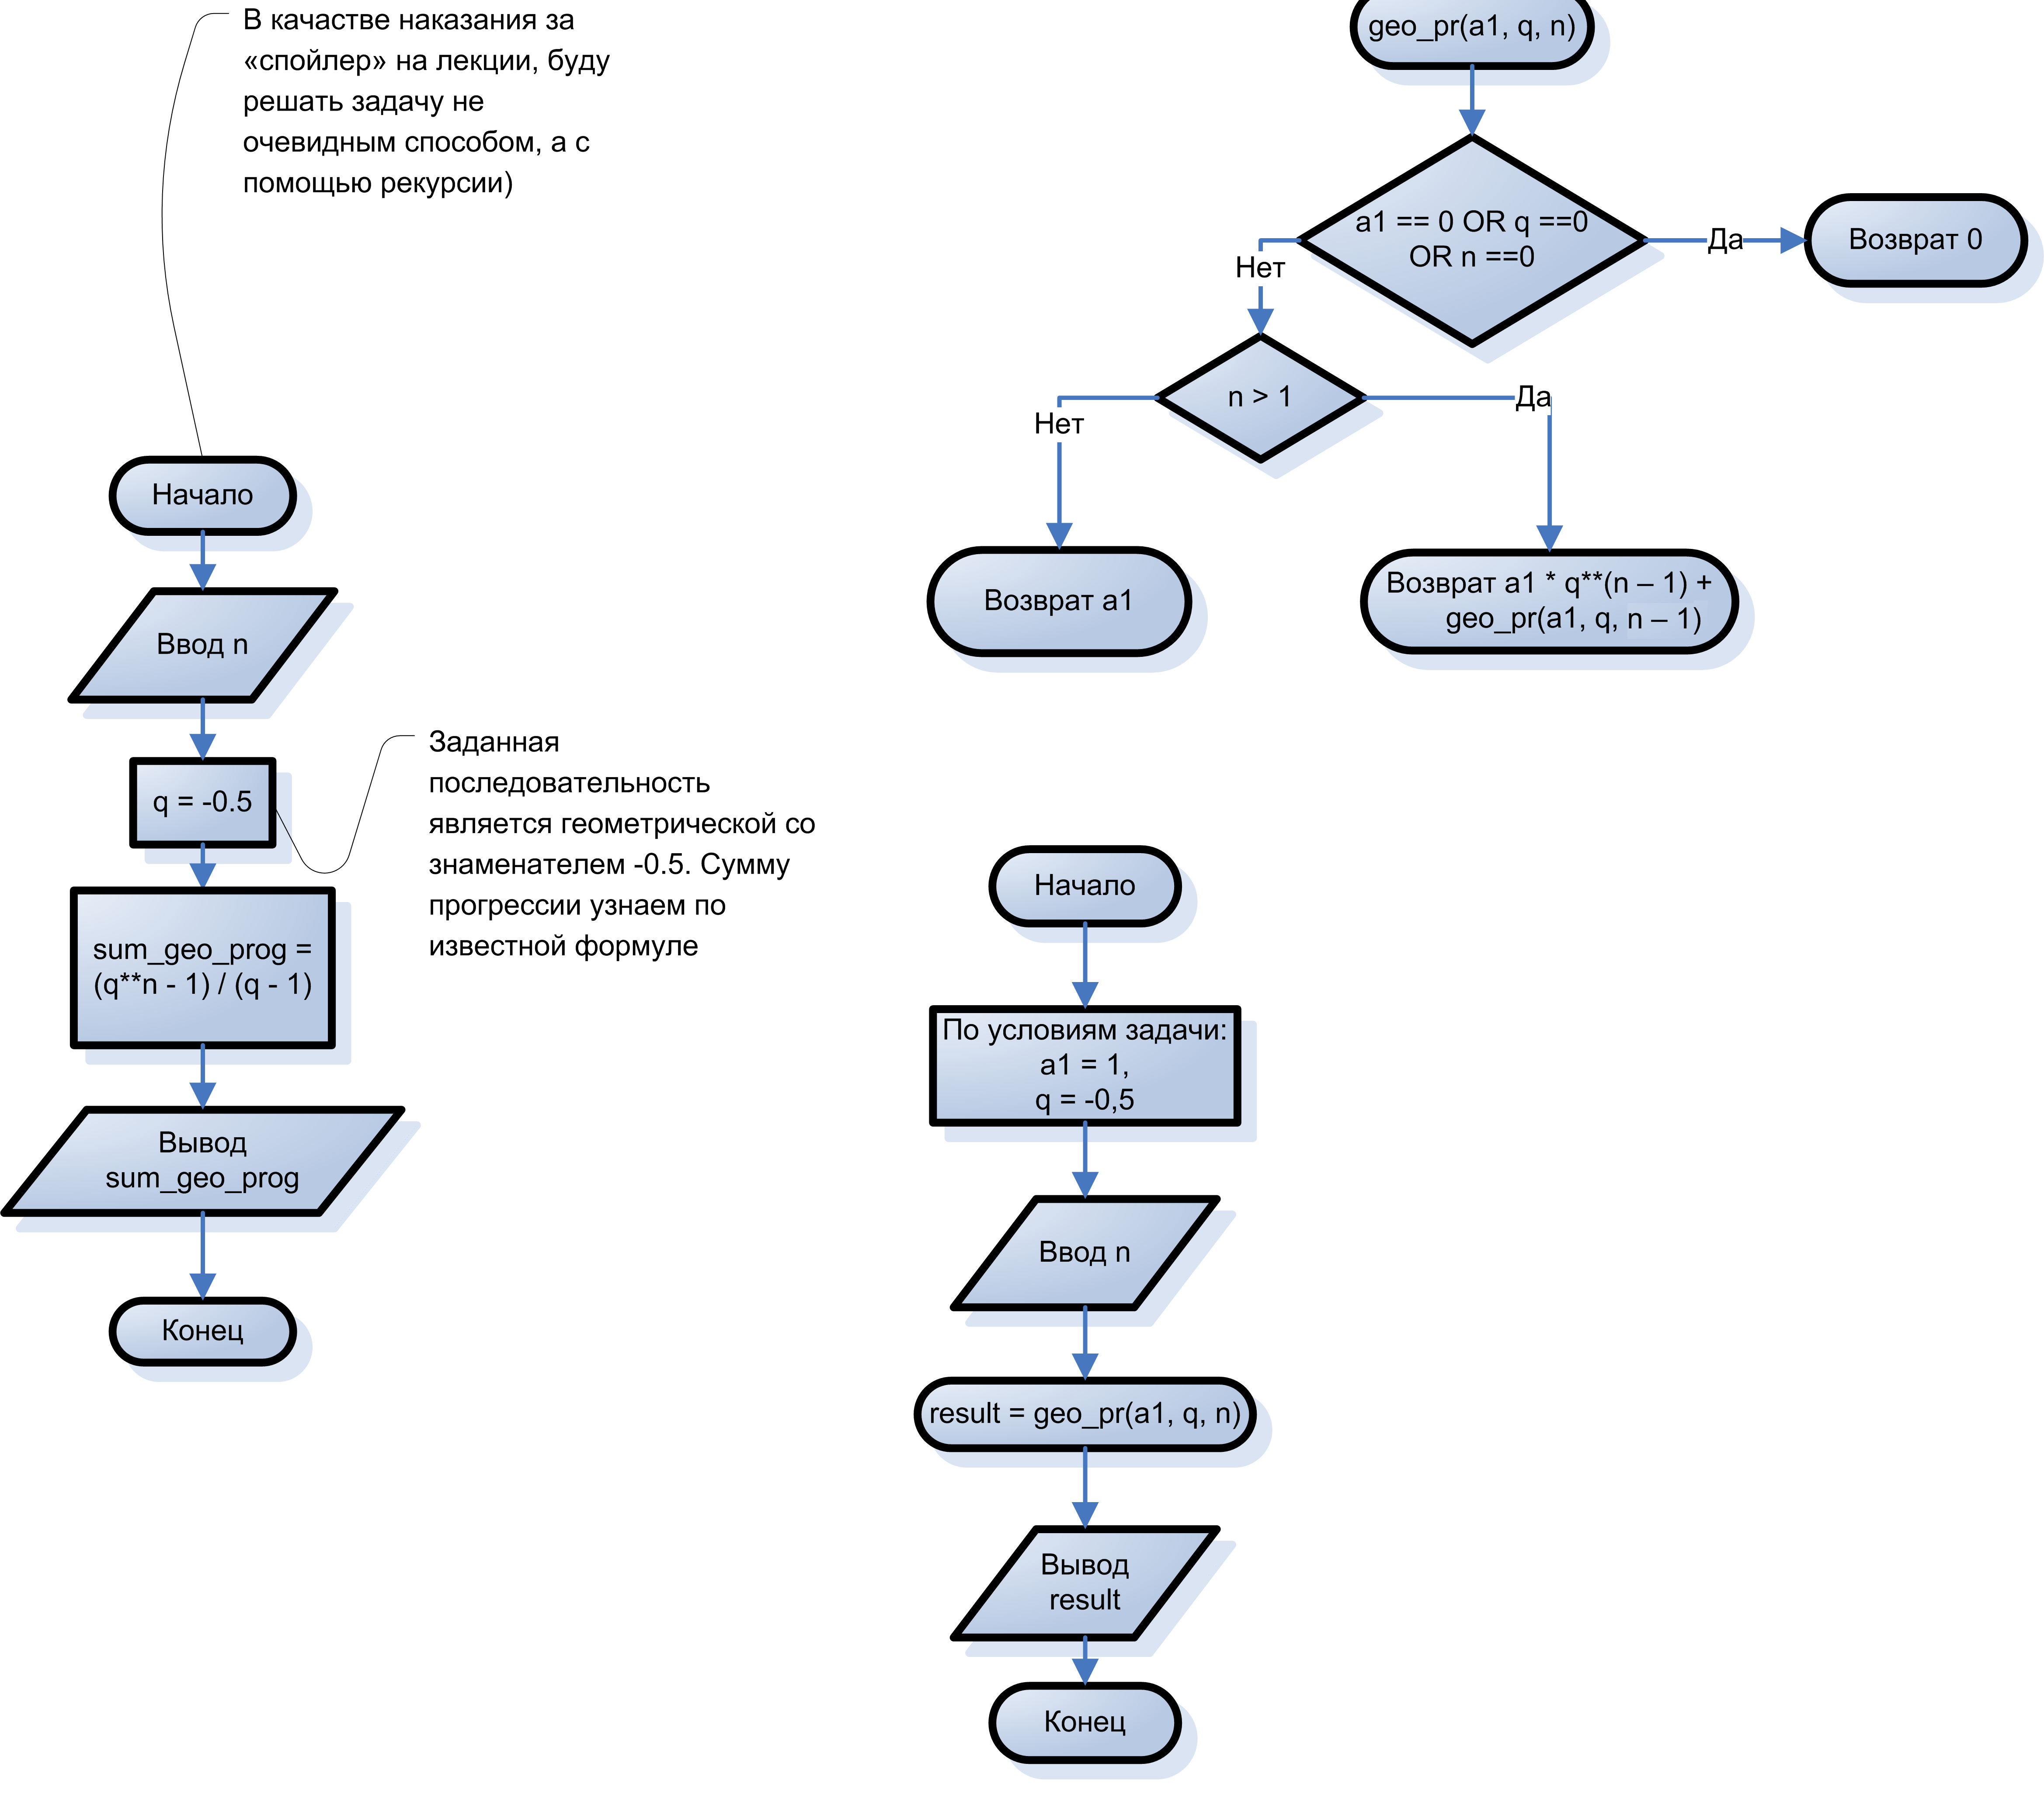 В качастве наказания за
«спойлер» на лекции, буду
решать задачу не
очевидным способом, а с
помощью рекурсии)
Начало
Ввод n
q = -0.5
Заданная
последовательность
является геометрической со
знаменателем -0.5. Сумму
прогрессии узнаем по
известной формуле
sum_geo_prog =
(q**n - 1) / (q - 1)
Вывод
sum_geo_prog
Конец
geo_pr(a1, q, n)
a1 == 0 OR q ==0
OR n ==0
Да
Возврат 0
Нет
n > 1
Нет
Да
Возврат a1
Возврат a1 * q**(n – 1) +
geo_pr(a1, q, n – 1)
Начало
По условиям задачи:
a1 = 1,
q = -0,5
Ввод n
result = geo_pr(a1, q, n)
Вывод
result
Конец